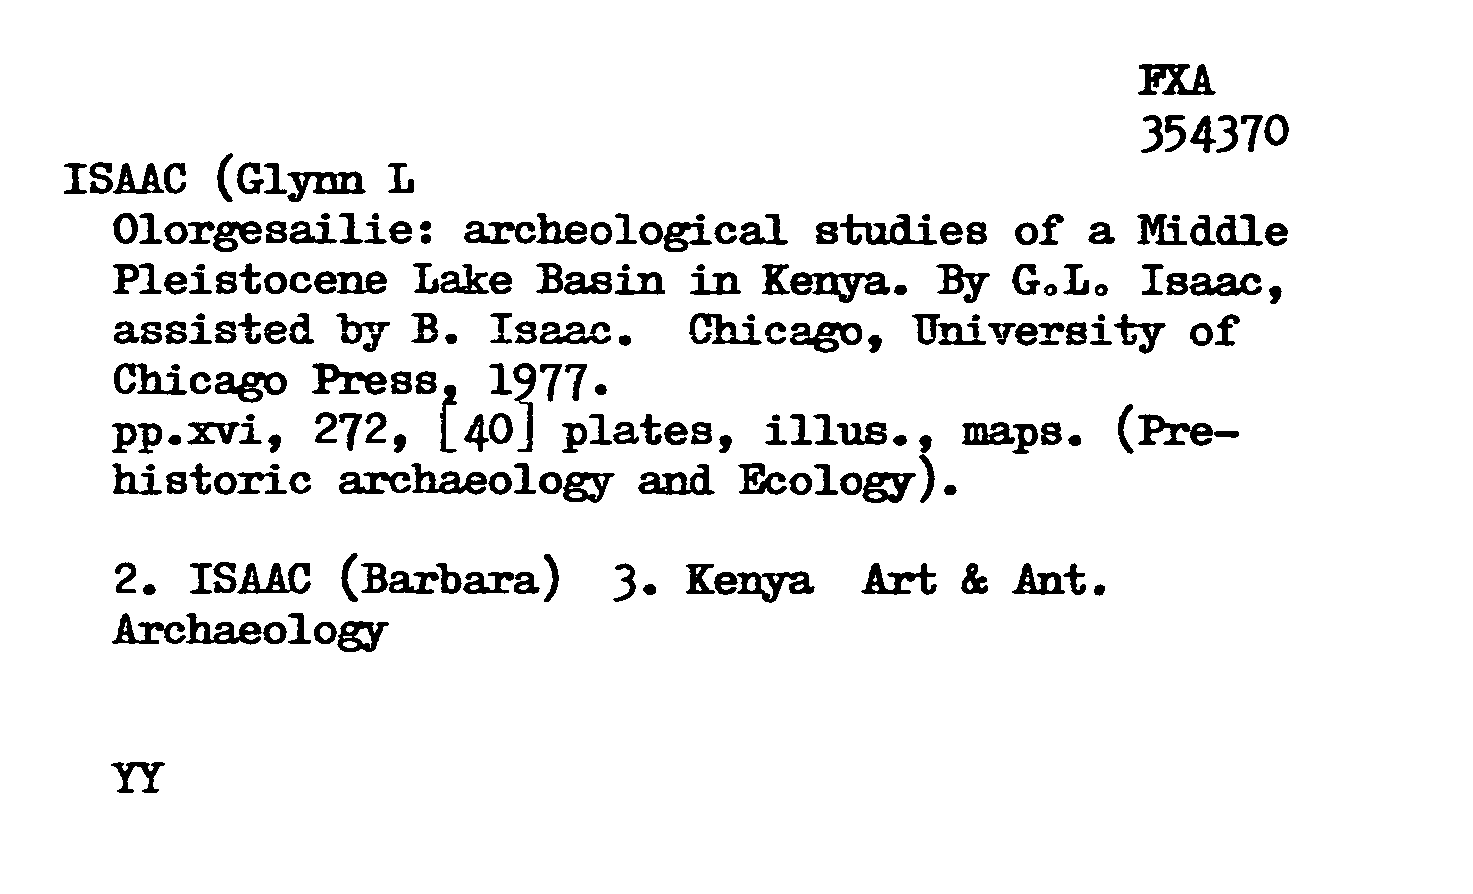 FXA
354370
ISAAC (Glynn L
Olorgesailie: archeological studies of a Middle
Pleistocene Lake Basin in Kenya. By G.L. Isaac,
assisted by B. Isaac. Chicago, University of
Chicago Press, 1977.
pp.xvi, 272, [40] plates, illus., maps. (Pre-
historic archaeology and Ecology).
2. ISAAC (Barbara) 3. Kenya Art & Ant.
Archaeology
YY